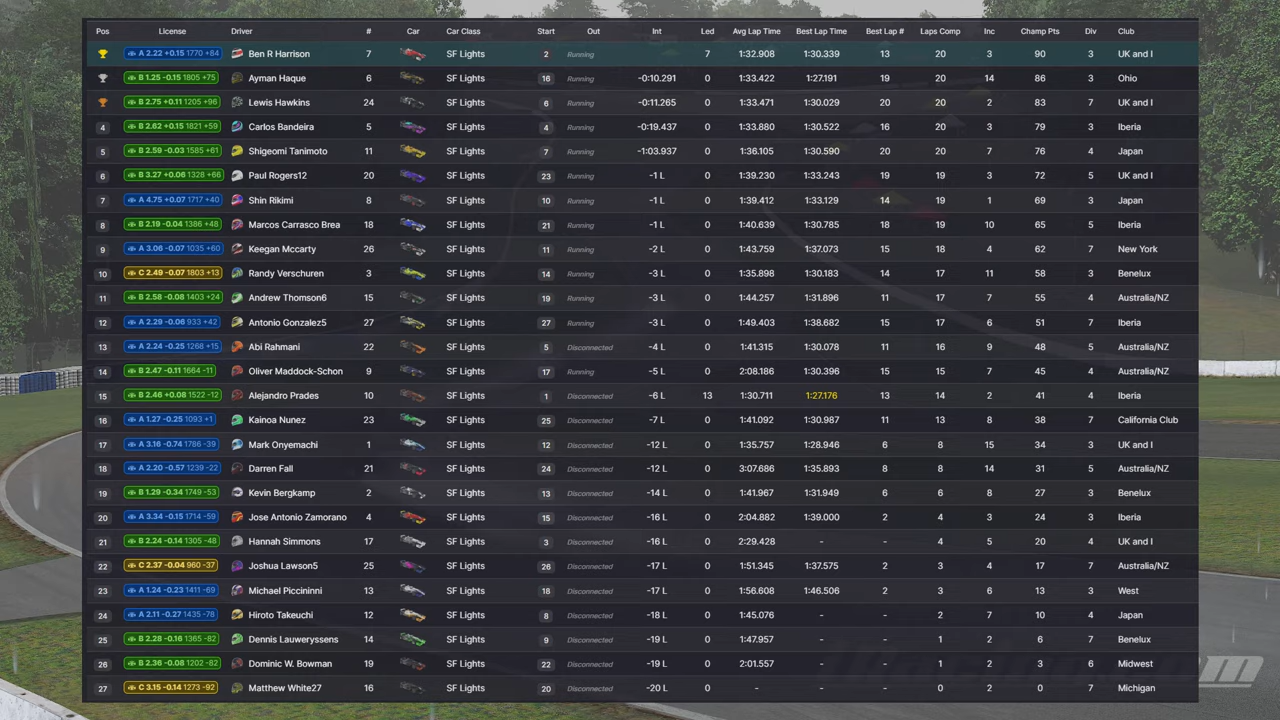 Pos License Driver # Car Car Class Start Out Int Led Avg Lap Time Best Lap Time Best Lap # Laps Comp Inc Champ Pts Div Club
A 2.22 +0.15 1770 +84 Ben R Harrison 7 SF Lights 2 Running 7 1:32.908 1:30.339 13 20 3 90 3 UK and I
B 1.25 -0.15 1805 +75 Ayman Haque 6 SF Lights 16 Running -0:10.291 0 1:33.422 1:27.191 19 20 14 86 3 Ohio
B 2.75 +0.11 1205 +96 Lewis Hawkins 24 SF Lights 6 Running -0:11.265 0 1:33.471 1:30.029 20 20 2 83 7 UK and I
4 B 2.62 +0.15 1821 +59 Carlos Bandeira 5 SF Lights 4 Running -0:19.437 0 1:33.880 1:30.522 16 20 3 79 3 Iberia
5 B 2.59 -0.03 1585 +61 Shigeomi Tanimoto 11 SF Lights 7 Running -1:03.937 0 1:36.105 1:30.590 20 20 7 76 4 Japan
6 B 3.27 +0.06 1328 +66 Paul Rogers12 20 SF Lights 23 Running -1 L 0 1:39.230 1:33.243 19 19 3 72 5 UK and I
7 A 4.75 +0.07 1717 +40 Shin Rikimi 8 SF Lights 10 Running -1 L 0 1:39.412 1:33.129 14 19 1 69 3 Japan
8 B 2.19 -0.04 1386 +48 Marcos Carrasco Brea 18 SF Lights 21 Running -1 L 0 1:40.639 1:30.785 18 19 10 65 5 Iberia
9 A 3.06 -0.07 1035 +60 Keegan Mccarty 26 SF Lights 11 Running -2 L 0 1:43.759 1:37.073 15 18 4 62 7 New York
10 C 2.49 -0.07 1803 +13 Randy Verschuren 3 SF Lights 14 Running -3 L 0 1:35.898 1:30.183 14 17 11 58 3 Benelux
11 B 2.58 -0.08 1403 +24 Andrew Thomson6 15 SF Lights 19 Running -3 L 0 1:44.257 1:31.896 11 17 7 55 4 Australia/NZ
12 A 2.29 -0.06 933 +42 Antonio Gonzalez5 27 SF Lights 27 Running -3 L 0 1:49.403 1:38.682 15 17 6 51 7 Iberia
13 A 2.24 -0.25 1268 +15 Abi Rahmani 22 SF Lights 5 Disconnected -4 L 0 1:41.315 1:30.078 11 16 9 48 5 Australia/NZ
14 B 2.47 -0.11 1664 -11 Oliver Maddock-Schon 9 SF Lights 17 Running -5 L 0 2:08.186 1:30.396 15 15 7 45 4 Australia/NZ
15 B 2.46 +0.08 1522 -12 Alejandro Prades 10 SF Lights 1 Disconnected -6 L 13 1:30.711 1:27.176 13 14 2 41 4 Iberia
16 A 1.27 -0.25 1093 +1 Kainoa Nunez 23 SF Lights 25 Disconnected -7 L 0 1:41.092 1:30.987 11 13 8 38 7 California Club
17 A 3.16 -0.74 1786 -39 Mark Onyemachi 1 SF Lights 12 Disconnected -12 L 0 1:35.757 1:28.946 6 8 15 34 3 UK and I
18 A 2.20 -0.57 1239 -22 Darren Fall 21 SF Lights 24 Disconnected -12 L 0 3:07.686 1:35.893 8 8 14 31 5 Australia/NZ
19 B 1.29 -0.34 1749 -53 Kevin Bergkamp 2 SF Lights 13 Disconnected -14 L 0 1:41.967 1:31.949 6 6 8 27 3 Benelux
20 A 3.34 -0.15 1714 -59 Jose Antonio Zamorano 4 SF Lights 15 Disconnected -16 L 0 2:04.882 1:39.000 2 4 3 24 3 Iberia
21 B 2.24 -0.14 1305 -48 Hannah Simmons 17 SF Lights 3 Disconnected -16 L 0 2:29.428 - - 4 5 20 4 UK and I
22 C 2.37 -0.04 960 -37 Joshua Lawson5 25 SF Lights 26 Disconnected -17 L 0 1:51.345 1:37.575 2 3 4 17 7 Australia/NZ
23 A 1.24 -0.23 1411 -69 Michael Piccininni 13 SF Lights 18 Disconnected -17 L 0 1:56.608 1:46.506 2 3 6 13 3 West
24 A 2.11 -0.27 1435 -78 Hiroto Takeuchi 12 SF Lights 8 Disconnected -18 L 0 1:45.076 - - 2 7 10 4 Japan
25 B 2.28 -0.16 1365 -82 Dennis Lauweryssens 14 SF Lights 9 Disconnected -19 L 0 1:47.957 - - 1 2 6 7 Benelux
26 B 2.36 -0.08 1202 -82 Dominic W. Bowman 19 SF Lights 22 Disconnected -19 L 0 2:01.557 - - 1 2 3 6 Midwest
27 C 3.15 -0.14 1273 -92 Matthew White27 16 SF Lights 20 Disconnected -20 L 0 - - - 0 2 0 7 Michigan